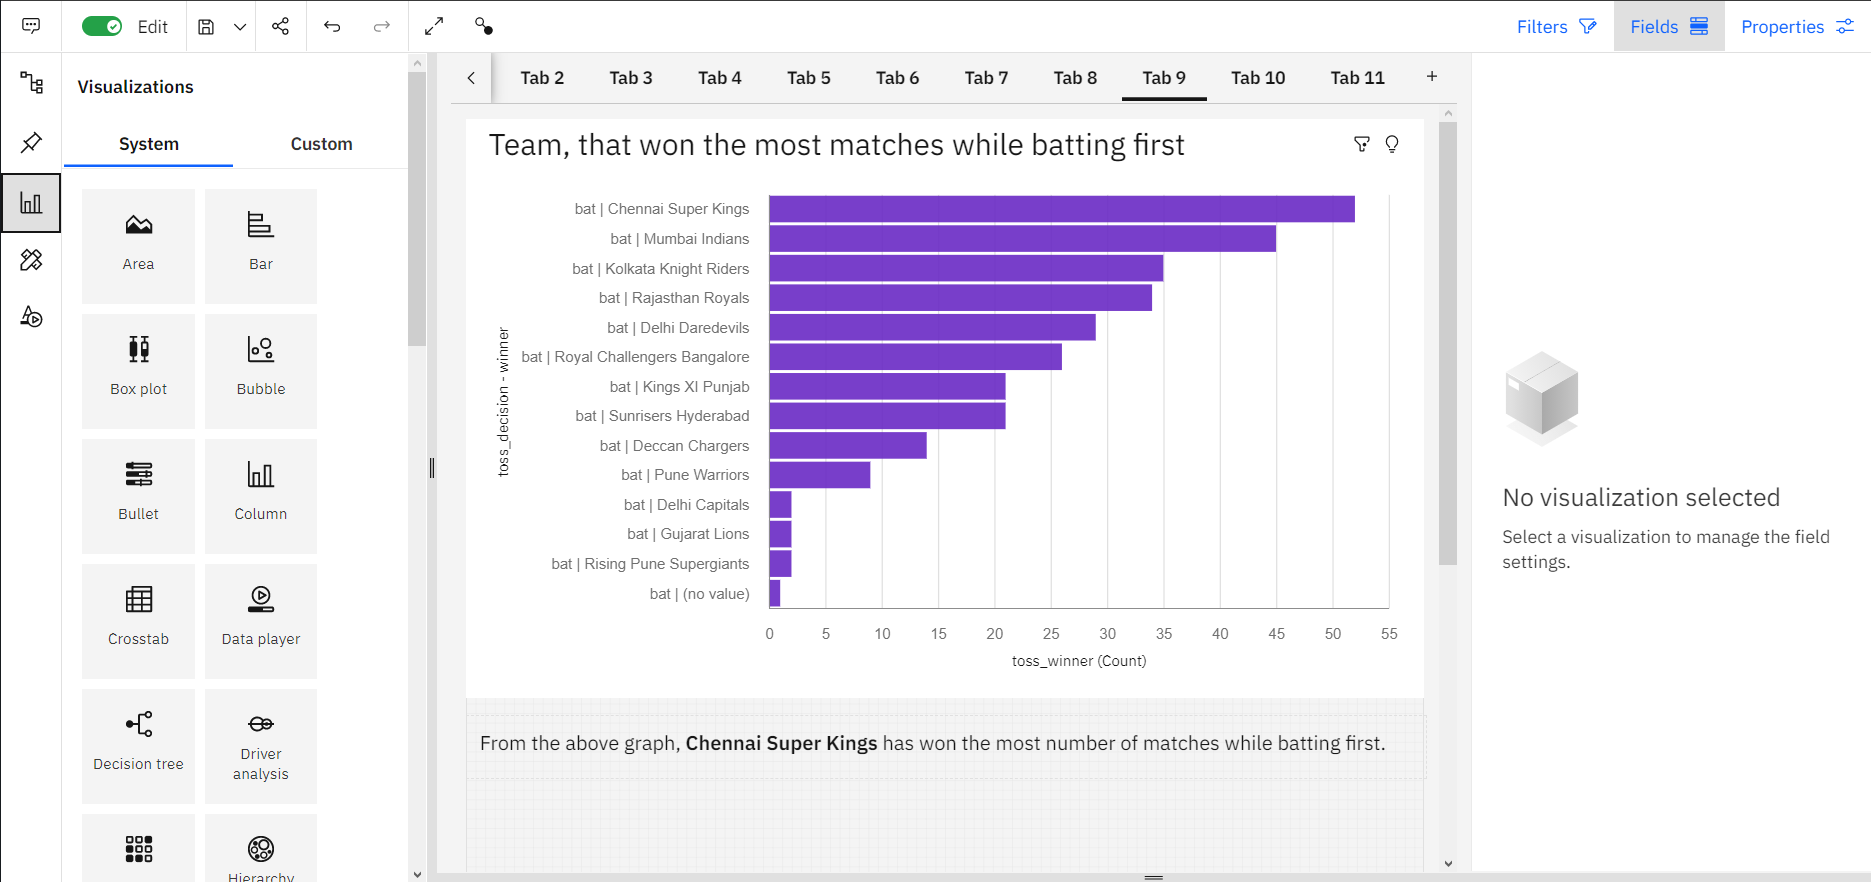 Edit
Filters
Fields
Properties
Visualizations
System
Custom
Area
Bar
Box plot
Bubble
Bullet
Column
Crosstab
Data player
Decision tree
Driver
analysis
Hierarchy
Tab 2
Tab 3
Tab 4
Tab 5
Tab 6
Tab 7
Tab 8
Tab 9
Tab 10
Tab 11
Team, that won the most matches while batting first
toss_decision - winner
bat | Chennai Super Kings
bat | Mumbai Indians
bat | Kolkata Knight Riders
bat | Rajasthan Royals
bat | Delhi Daredevils
bat | Royal Challengers Bangalore
bat | Kings XI Punjab
bat | Sunrisers Hyderabad
bat | Deccan Chargers
bat | Pune Warriors
bat | Delhi Capitals
bat | Gujarat Lions
bat | Rising Pune Supergiants
bat | (no value)
0 5 10 15 20 25 30 35 40 45 50 55
toss_winner (Count)
From the above graph, Chennai Super Kings has won the most number of matches while batting first.
No visualization selected
Select a visualization to manage the field
settings.